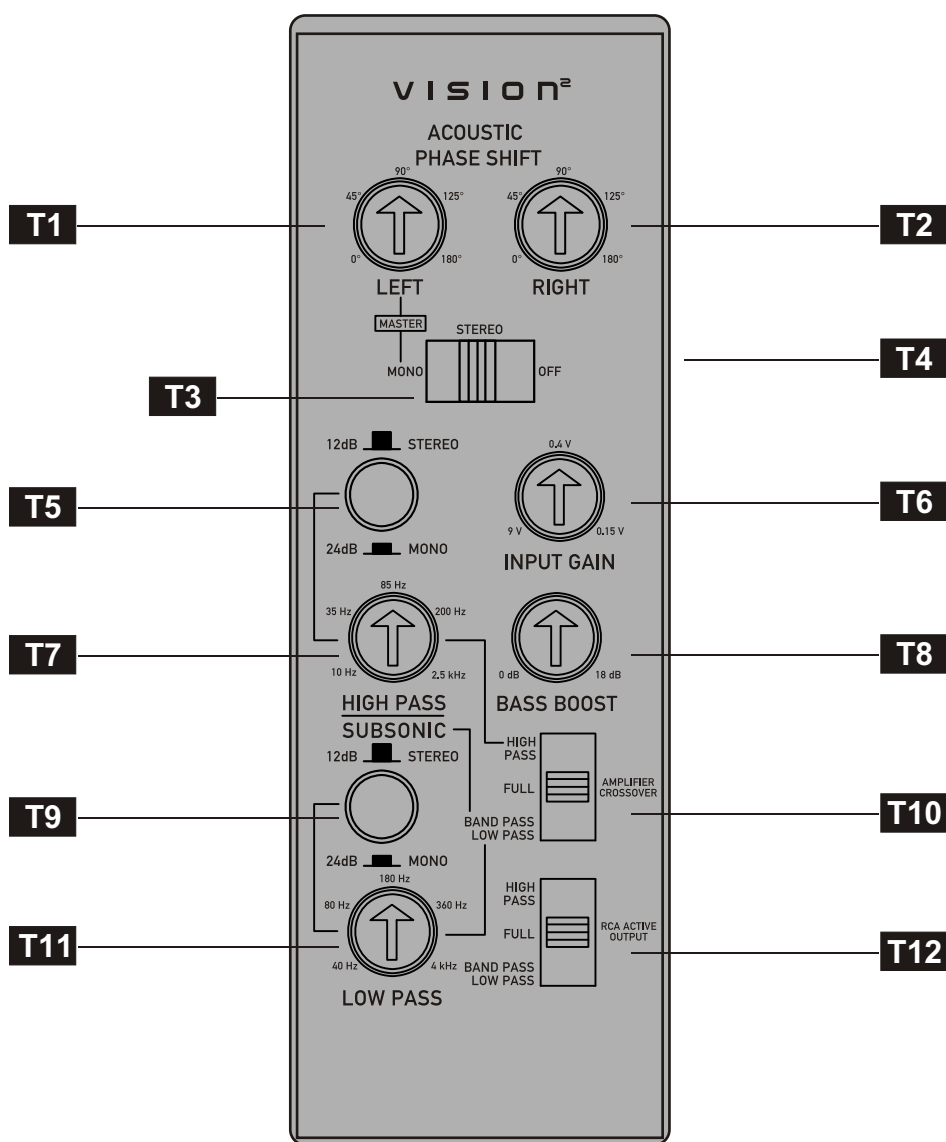 VISION²
ACOUSTIC
PHASE SHIFT
90° 90°
45° 125° 45° 125°
T1 T2
0° 180° 0° 180°
LEFT RIGHT
MASTER
STEREO
MONO OFF
T4
T3
12dB STEREO
0.4 V
T5 T6
9 V 0.15 V
24dB MONO
INPUT GAIN
85 Hz
35 Hz 200 Hz
T7 T8
10 Hz 2.5 kHz 0 dB 18 dB
HIGH PASS BASS BOOST
SUBSONIC
HIGH
PASS
12dB STEREO
FULL
AMPLIFIER
CROSSOVER
T9 T10
BAND PASS
LOW PASS
24dB MONO
180 Hz
HIGH
PASS
80 Hz 360 Hz
FULL
RCA ACTIVE
OUTPUT
T11 T12
40 Hz 4 kHz
BAND PASS
LOW PASS
LOW PASS